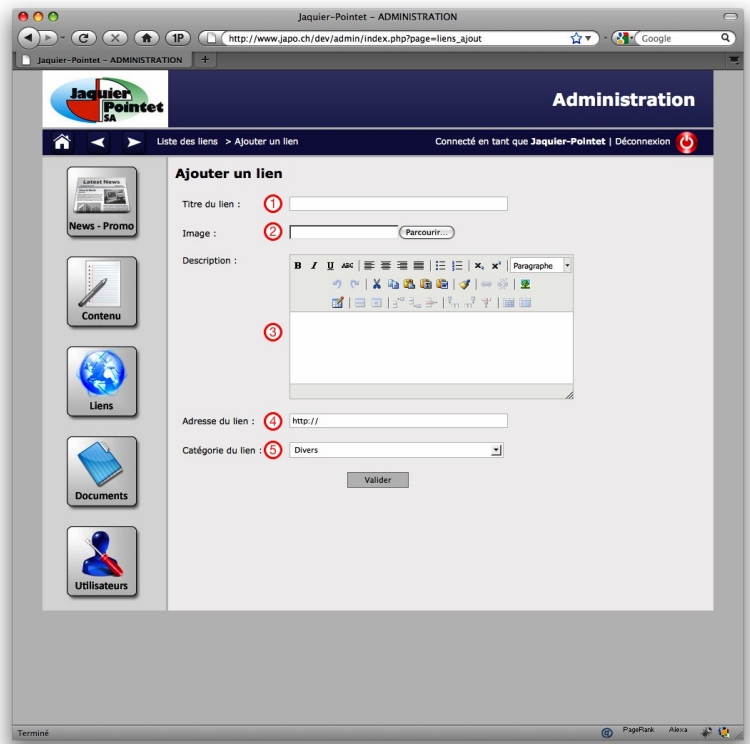 Jaquier-Pointet - ADMINISTRATION
1P
http://www.japo.ch/dev/admin/index.php?page=liens_ajout
Google
Jaquier-Pointet - ADMINISTRATION
+
Jaquier
Pointet
SA
Administration
Liste des liens > Ajouter un lien
Connecté en tant que Jaquier-Pointet | Déconnexion
Latest News
News - Promo
Contenu
Liens
Documents
Utilisateurs
Ajouter un lien
Titre du lien : 1
Image : 2 Parcourir...
Description :
B I U ABC x₂ x² Paragraphe
3
Adresse du lien : 4 http://
Catégorie du lien : 5 Divers
Valider
Terminé
@ PageRank Alexa